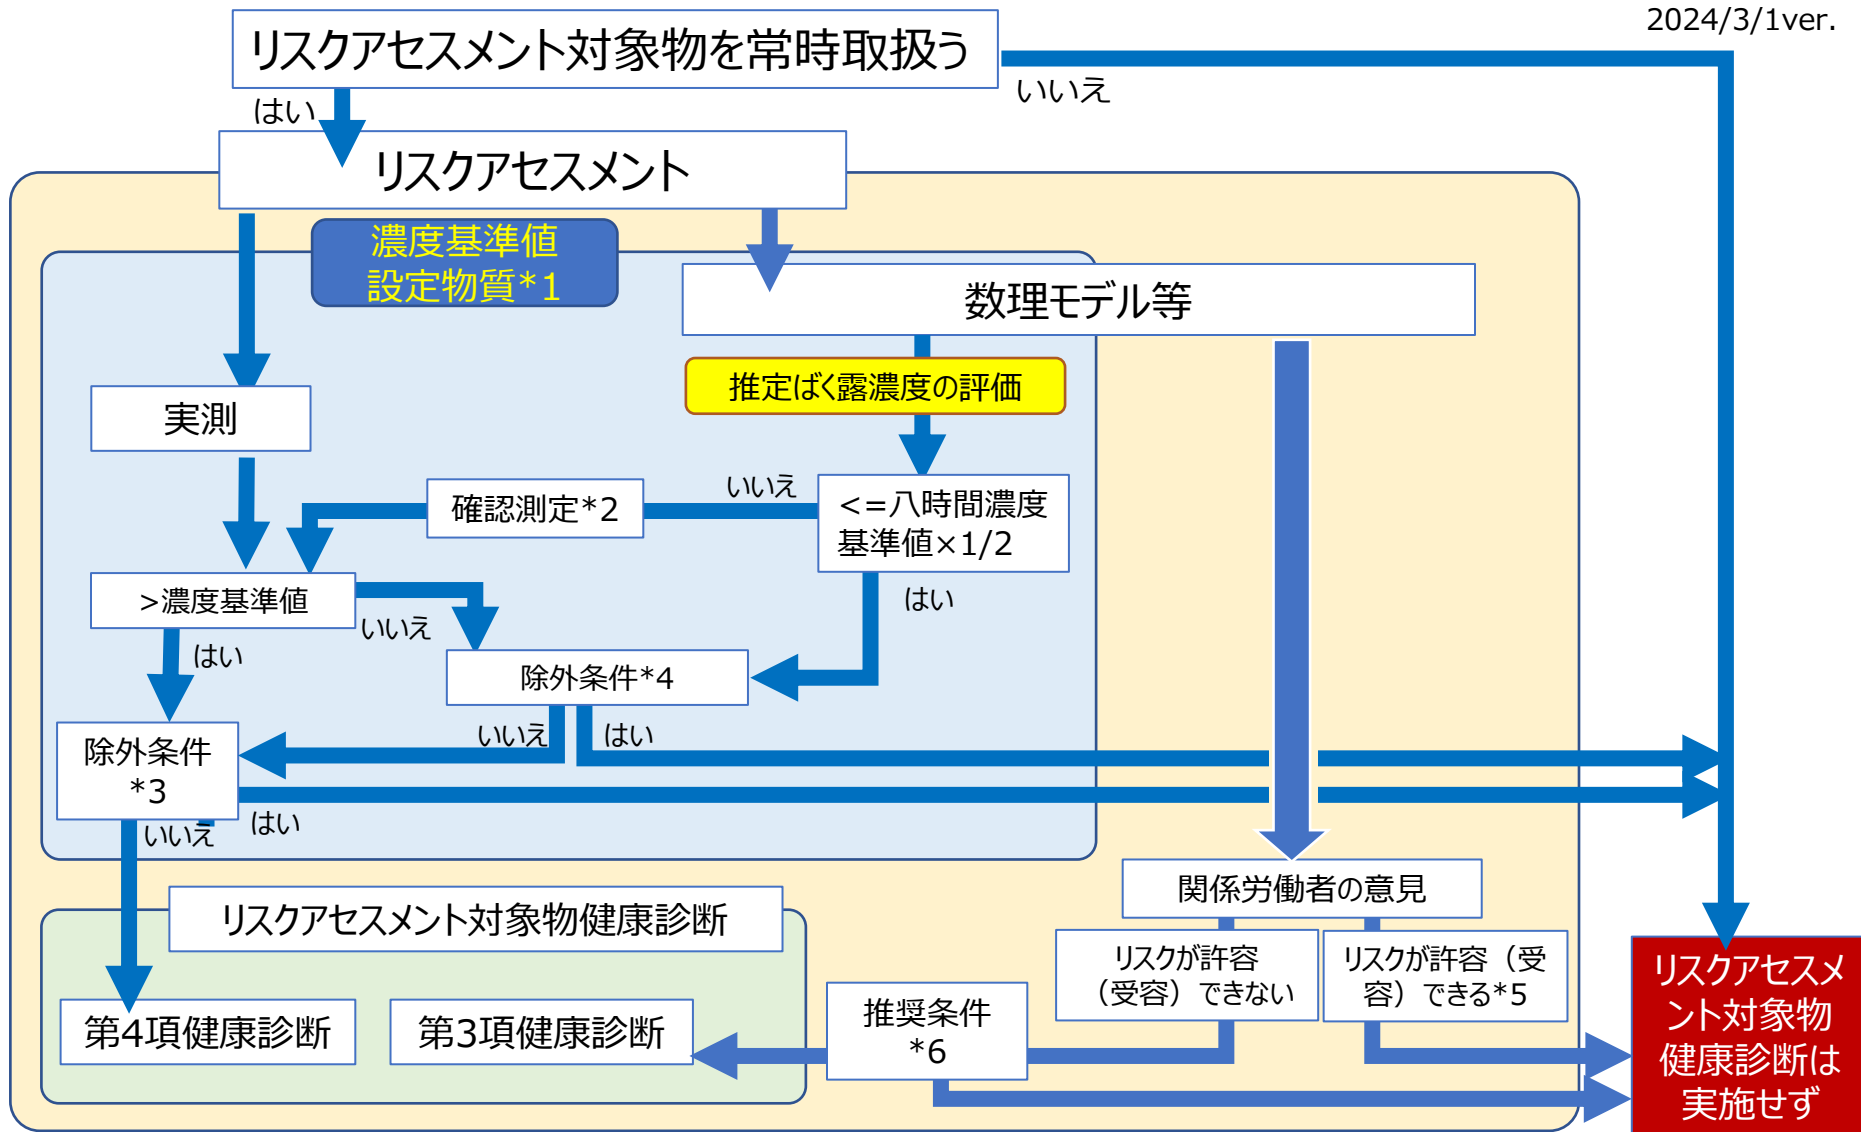 2024/3/1ver.
リスクアセスメント対象物を常時取扱う
はい
いいえ
リスクアセスメント
濃度基準値
設定物質*1
数理モデル等
推定ばく露濃度の評価
実測
確認測定*2
いいえ
<=八時間濃度
基準値×1/2
>濃度基準値
いいえ
はい
はい
除外条件*4
いいえ
はい
除外条件
*3
いいえ
はい
関係労働者の意見
リスクアセスメント対象物健康診断
リスクが許容
（受容）できない
リスクが許容（受
容）できる*5
第4項健康診断
第3項健康診断
推奨条件
*6
リスクアセスメ
ント対象物
健康診断は
実施せず